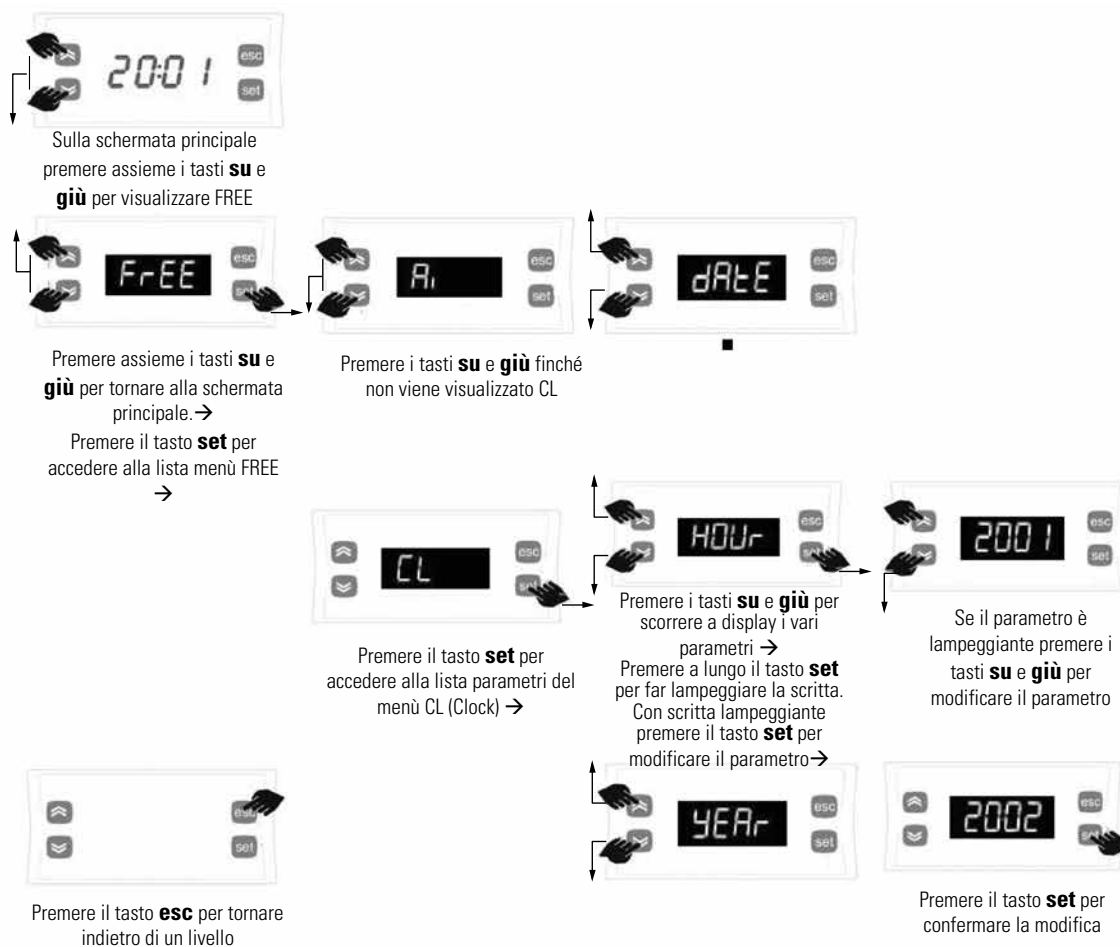 20:01
esc
set
Sulla schermata principale
premere assieme i tasti su e
giù per visualizzare FREE
FrEE
esc
set
Premere assieme i tasti su e
giù per tornare alla schermata
principale.→
Premere il tasto set per
accedere alla lista menù FREE
→
Ai
esc
set
Premere i tasti su e giù finché
non viene visualizzato CL
dAtE
esc
set
CL
esc
set
Premere il tasto set per
accedere alla lista parametri del
menù CL (Clock) →
HOUr
esc
set
Premere i tasti su e giù per
scorrere a display i vari
parametri →
Premere a lungo il tasto set
per far lampeggiare la scritta.
Con scritta lampeggiante
premere il tasto set per
modificare il parametro→
2001
esc
set
Se il parametro è
lampeggiante premere i
tasti su e giù per
modificare il parametro
esc
set
Premere il tasto esc per tornare
indietro di un livello
YEAr
esc
set
2002
esc
set
Premere il tasto set per
confermare la modifica